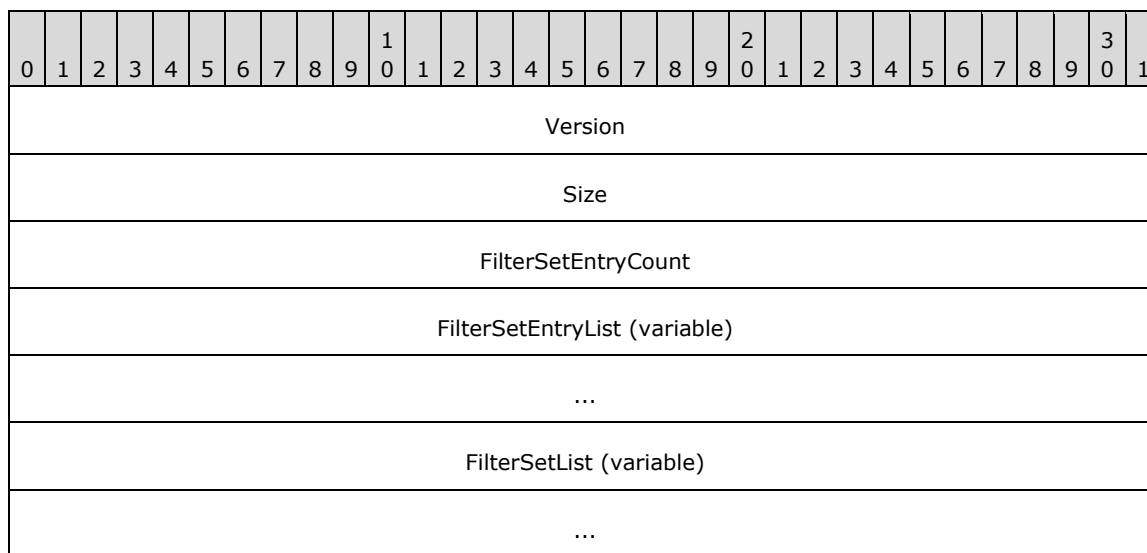 1 2 3
0 1 2 3 4 5 6 7 8 9 0 1 2 3 4 5 6 7 8 9 0 1 2 3 4 5 6 7 8 9 0 1
Version
Size
FilterSetEntryCount
FilterSetEntryList (variable)
...
FilterSetList (variable)
...